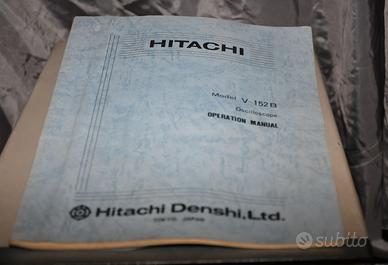 HITACHI
Model V-152B
Oscilloscope
OPERATION MANUAL
Hitachi Denshi, Ltd.
TOKYO JAPAN
subito